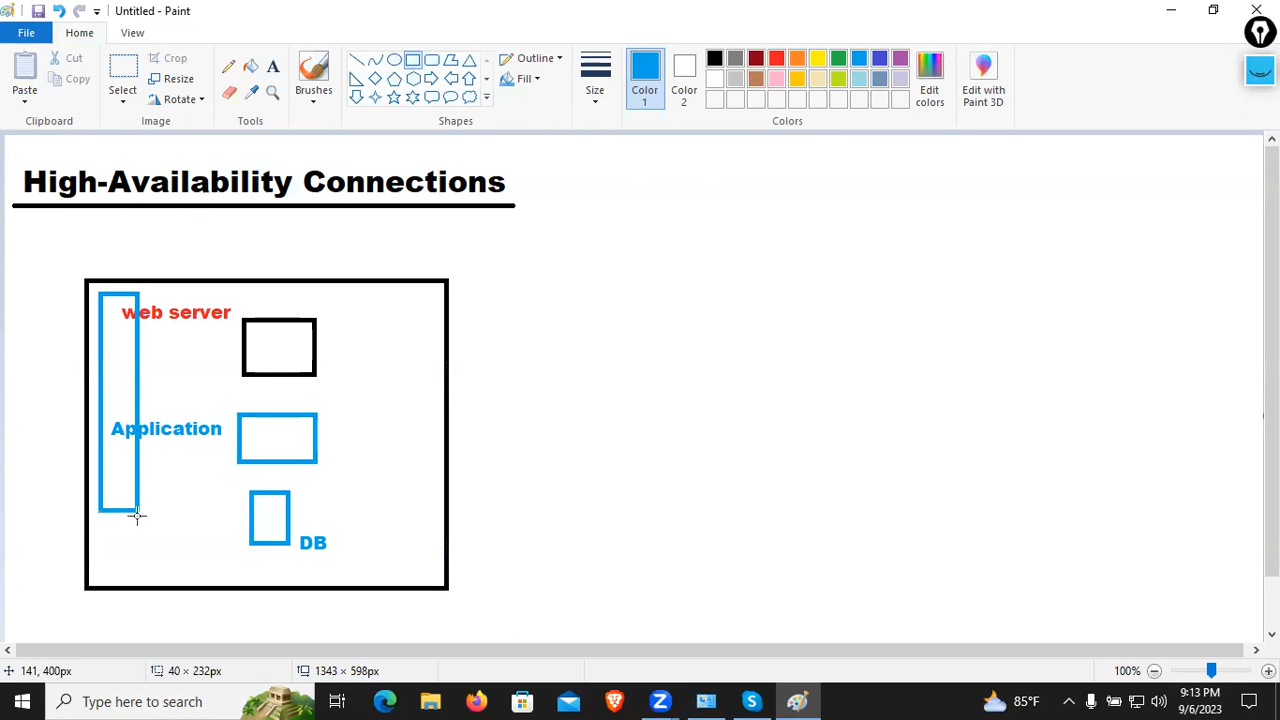 Untitled - Paint
File
Home
View
Paste
Cut
Copy
Clipboard
Select
Crop
Resize
Rotate
Image
A
Tools
Brushes
Outline
Fill
Shapes
Size
Color 1
Color 2
Edit colors
Colors
Edit with Paint 3D
High-Availability Connections
web server
Application
DB
141, 400px
40 × 232px
1343 × 598px
100%
Type here to search
85°F
9:13 PM
9/6/2023